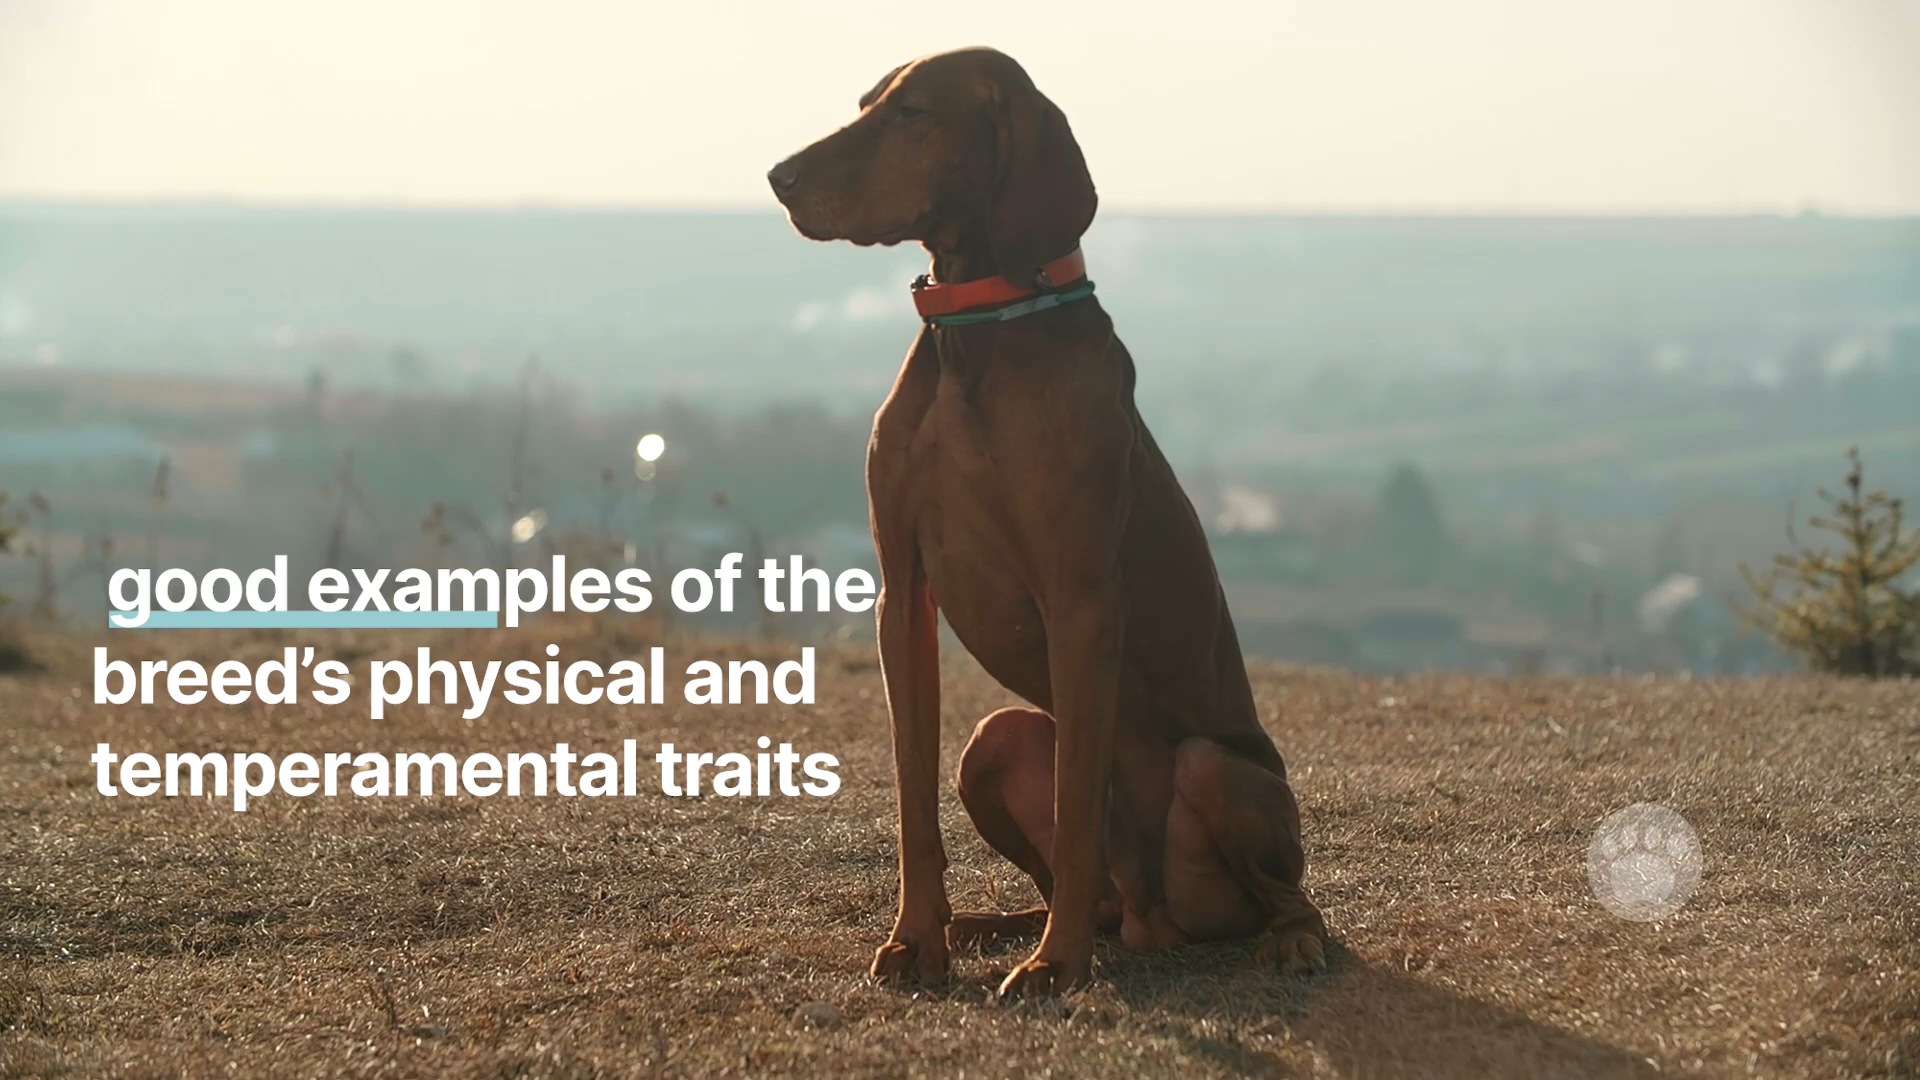 good examples of the
breed’s physical and
temperamental traits